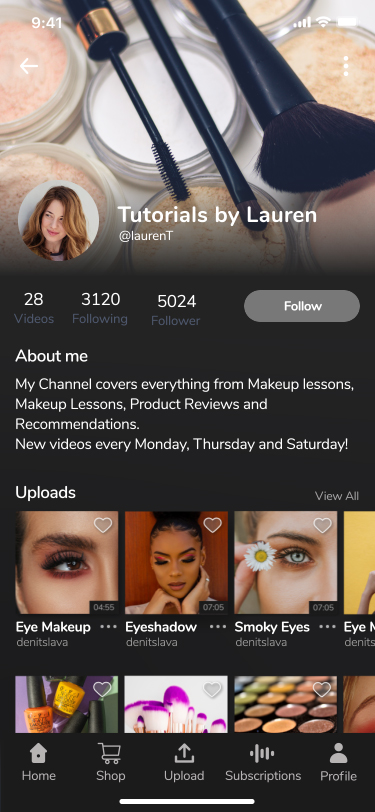 9:41
Tutorials by Lauren
@laurenT
28 3120 5024
Videos Following Follower
Follow
About me
My Channel covers everything from Makeup lessons,
Makeup Lessons, Product Reviews and
Recommendations.
New videos every Monday, Thursday and Saturday!
Uploads
View All
04:55 07:05 07:05
Eye Makeup Eyeshadow Smoky Eyes Eye M
denitslava denitslava denitslava denits
Home Shop Upload Subscriptions Profile